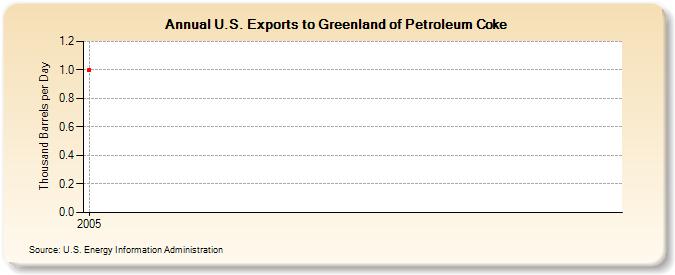 Annual U.S. Exports to Greenland of Petroleum Coke
Thousand Barrels per Day
1.2
1.0
0.8
0.6
0.4
0.2
0.0
2005
Source: U.S. Energy Information Administration